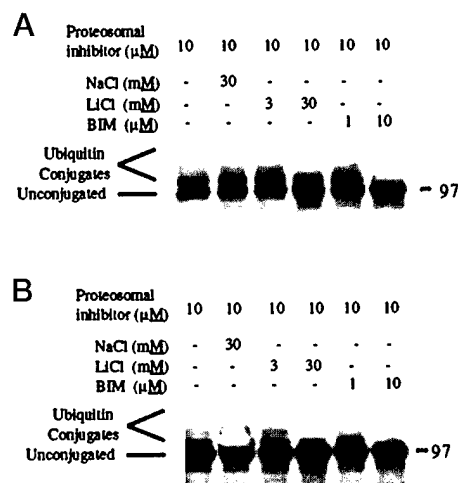 A
Proteosomal
inhibitor (µM) 10 10 10 10 10 10
NaCl (mM) - 30 - - - -
LiCl (mM) - - 3 30 - -
BIM (µM) - - - - 1 10
Ubiquitin
Conjugates
Unconjugated
97
B
Proteosomal
inhibitor (µM) 10 10 10 10 10 10
NaCl (mM) - 30 - - - -
LiCl (mM) - - 3 30 - -
BIM (µM) - - - - 1 10
Ubiquitin
Conjugates
Unconjugated
97